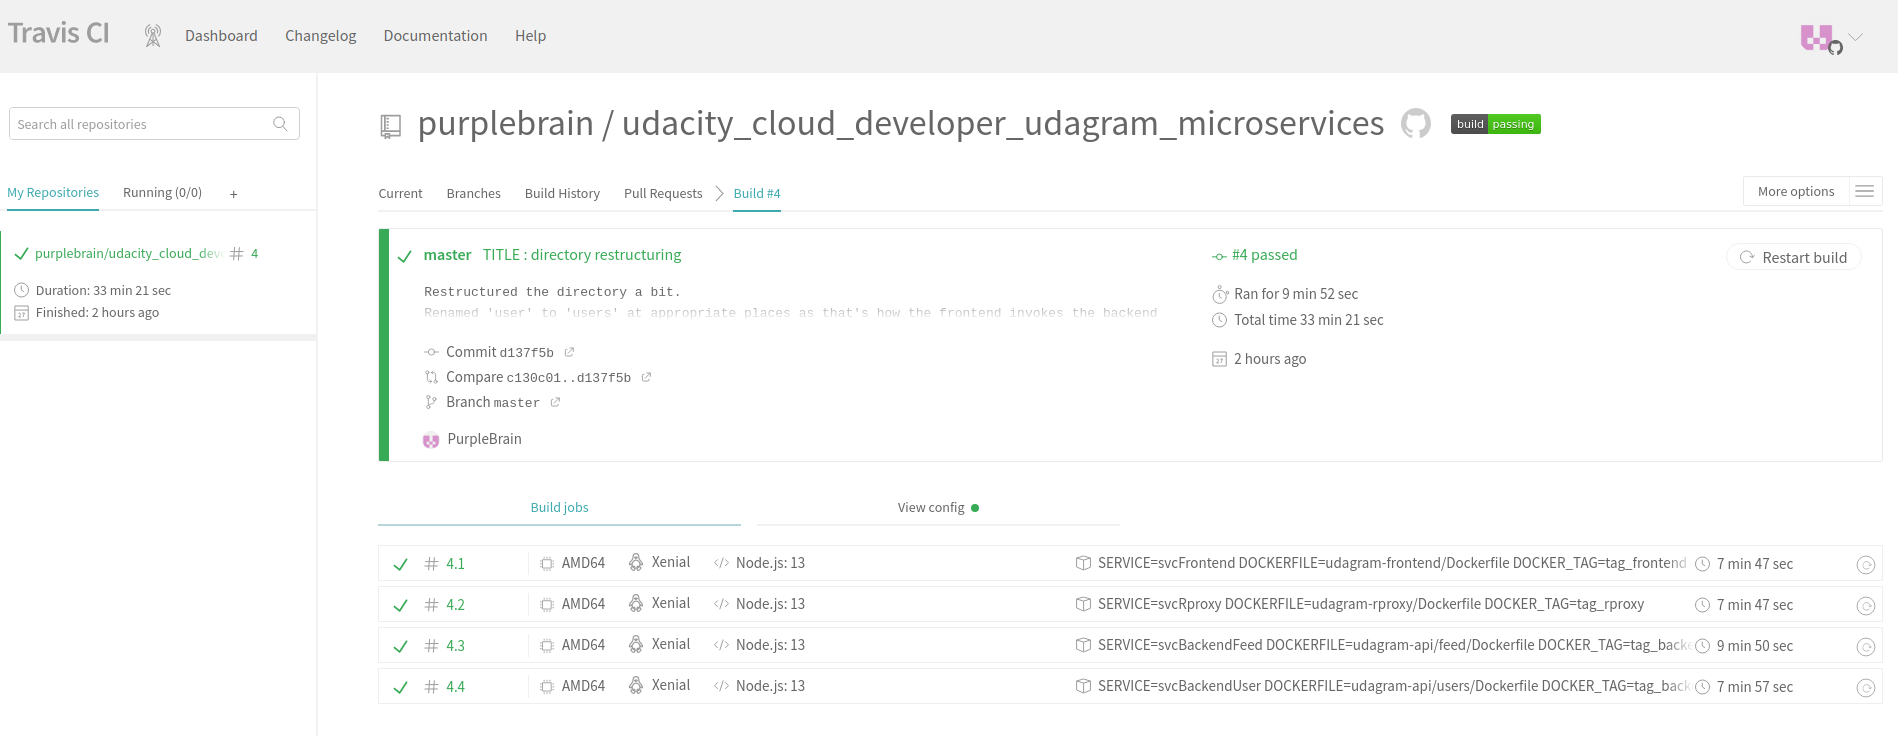 Travis CI
Dashboard Changelog Documentation Help
Search all repositories
My Repositories Running (0/0) +
purplebrain/udacity_cloud_dev # 4
Duration: 33 min 21 sec
Finished: 2 hours ago
purplebrain / udacity_cloud_developer_udagram_microservices build passing
Current Branches Build History Pull Requests Build #4 More options
master TITLE : directory restructuring
Restructured the directory a bit.
Renamed 'user' to 'users' at appropriate places as that's how the frontend invokes the backend
Commit d137f5b
Compare c130c01..d137f5b
Branch master
PurpleBrain
#4 passed
Ran for 9 min 52 sec
Total time 33 min 21 sec
27 2 hours ago
Restart build
Build jobs View config
# 4.1 AMD64 Xenial </> Node.js: 13 SERVICE=svcFrontend DOCKERFILE=udagram-frontend/Dockerfile DOCKER_TAG=tag_frontend 7 min 47 sec
# 4.2 AMD64 Xenial </> Node.js: 13 SERVICE=svcRproxy DOCKERFILE=udagram-rproxy/Dockerfile DOCKER_TAG=tag_rproxy 7 min 47 sec
# 4.3 AMD64 Xenial </> Node.js: 13 SERVICE=svcBackendFeed DOCKERFILE=udagram-api/feed/Dockerfile DOCKER_TAG=tag_backe 9 min 50 sec
# 4.4 AMD64 Xenial </> Node.js: 13 SERVICE=svcBackendUser DOCKERFILE=udagram-api/users/Dockerfile DOCKER_TAG=tag_back 7 min 57 sec